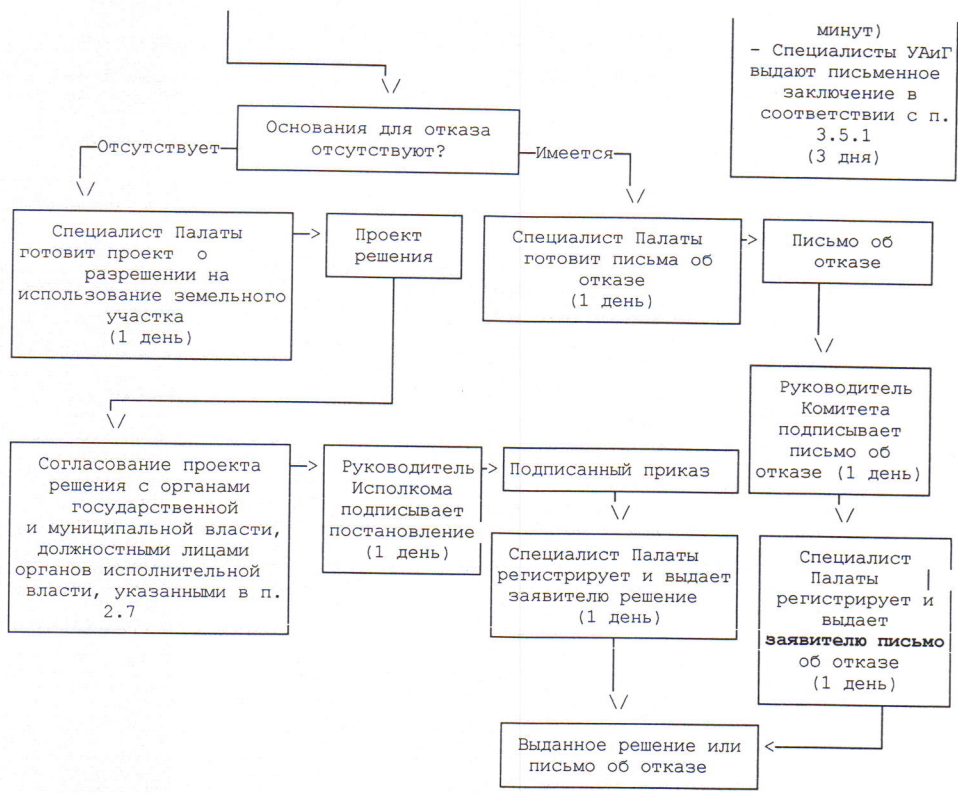 минут)
- Специалисты УАиГ
выдают письменное
заключение в
соответствии с п.
3.5.1
(3 дня)
Основания для отказа
отсутствуют?
Отсутствует
Имеется
Специалист Палаты
готовит проект о
разрешении на
использование земельного
участка
(1 день)
Проект
решения
Специалист Палаты
готовит письма об
отказе
(1 день)
Письмо об
отказе
Руководитель
Комитета
подписывает
письмо об
отказе (1 день)
Согласование проекта
решения с органами
государственной
и муниципальной власти,
должностными лицами
органов исполнительной
власти, указанными в п.
2.7
Руководитель
Исполкома
подписывает
постановление
(1 день)
Подписанный приказ
Специалист Палаты
регистрирует и выдает
заявителю решение
(1 день)
Специалист
Палаты
регистрирует и
выдает
заявителю письмо
об отказе
(1 день)
Выданное решение или
письмо об отказе